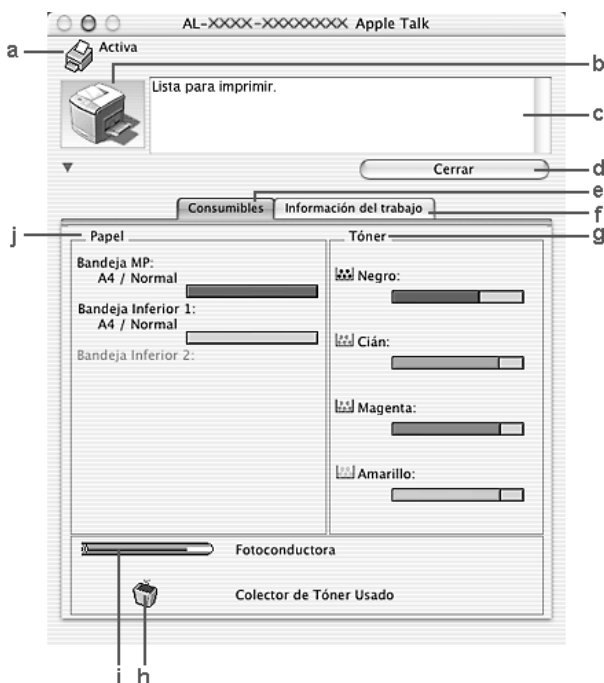 AL-XXXX-XXXXXXXX Apple Talk
a
Activa
b
Lista para imprimir.
c
Cerrar
d
e
Consumibles
Información del trabajo
f
j
Papel
Tóner
g
Bandeja MP:
A4 / Normal
Negro:
Bandeja Inferior 1:
A4 / Normal
Cián:
Bandeja Inferior 2:
Magenta:
Amarillo:
Fotoconductora
Colector de Tóner Usado
i
h